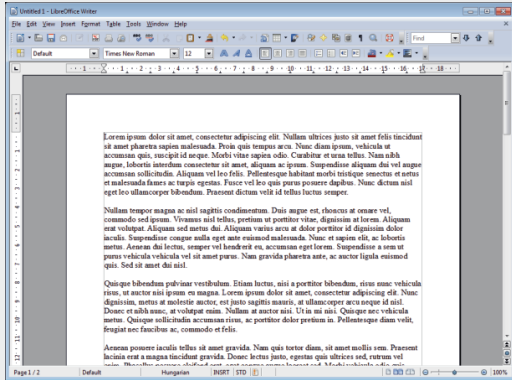 Untitled 1 - LibreOffice Writer
File Edit View Insert Format Table Tools Window Help
Find
Default Times New Roman 12
Lorem ipsum dolor sit amet, consectetur adipiscing elit. Nullam ultrices justo sit amet felis tincidunt
sit amet pharetra sapien malesuada. Proin quis tempus arcu. Nunc diam ipsum, vehicula ut
accumsan quis, suscipit id neque. Morbi vitae sapien odio. Curabitur et urna tellus. Nam nibh
augue, lobortis interdum consectetur sit amet, aliquam ac ipsum. Suspendisse aliquam dui vel augue
accumsan sollicitudin. Aliquam vel leo felis. Pellentesque habitant morbi tristique senectus et netus
et malesuada fames ac turpis egestas. Fusce vel leo quis purus posuere dapibus. Nunc dictum nisl
eget leo ullamcorper bibendum. Praesent dictum velit id tellus luctus semper.
Nullam tempor magna ac nisl sagittis condimentum. Duis augue est, rhoncus at ornare vel,
commodo sed ipsum. Vivamus nisl tellus, pretium ut porttitor vitae, dignissim at lorem. Aliquam
erat volutpat. Aliquam sed metus dui. Aliquam varius arcu at dolor porttitor id dignissim dolor
iaculis. Suspendisse congue nulla eget ante euismod malesuada. Nunc et sapien elit, ac lobortis
metus. Aenean dui lectus, semper vel hendrerit eu, accumsan eget lorem. Suspendisse a sem ut
purus vehicula vehicula vel sit amet purus. Nam gravida pharetra ante, ac auctor ligula euismod
quis. Sed sit amet dui nisl.
Quisque bibendum pulvinar vestibulum. Etiam luctus, nisi a porttitor bibendum, risus nunc vehicula
risus, ut auctor nisi ipsum eu magna. Lorem ipsum dolor sit amet, consectetur adipiscing elit. Nunc
dignissim, metus at molestie auctor, est justo sagittis mauris, at ullamcorper arcu neque id nisl.
Donec et nibh nunc, at volutpat enim. Nullam at auctor nisi. Ut in mi nisi. Quisque nec vehicula
metus. Quisque sollicitudin accumsan risus, ac porttitor dolor pretium in. Pellentesque diam velit,
feugiat nec faucibus ac, commodo et felis.
Aenean posuere iaculis tellus sit amet gravida. Nam quis tortor diam, sit amet mollis sem. Praesent
lacinia erat a magna tincidunt gravida. Donec lectus justo, egestas quis ultrices sed, rutrum vel
Page 1 / 2 Default Hungarian INSRT STD 100%